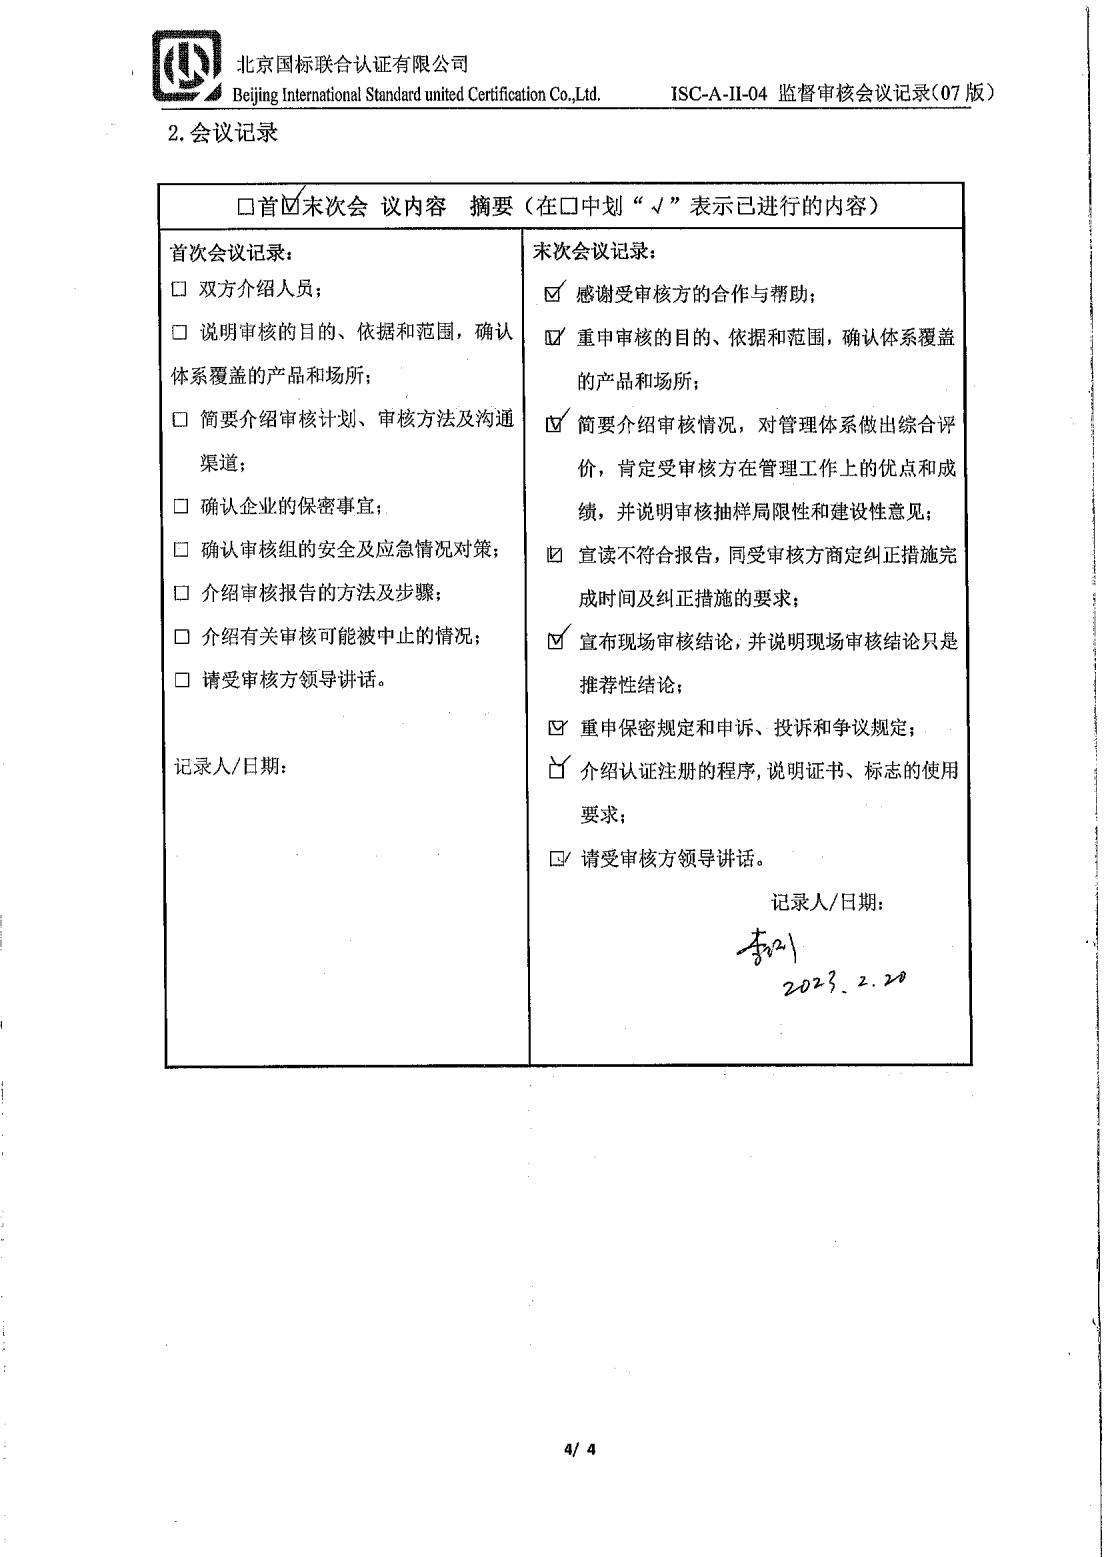 北京国标联合认证有限公司
Beijing International Standard united Certification Co.,Ltd.
ISC-A-II-04 监督审核会议记录(07版)
2.会议记录
□首☑末次会 议内容 摘要（在□中划“√”表示已进行的内容）
首次会议记录：
□ 双方介绍人员；
□ 说明审核的目的、依据和范围，确认
体系覆盖的产品和场所；
□ 简要介绍审核计划、审核方法及沟通
渠道；
□ 确认企业的保密事宜；
□ 确认审核组的安全及应急情况对策；
□ 介绍审核报告的方法及步骤；
□ 介绍有关审核可能被中止的情况；
□ 请受审核方领导讲话。
记录人/日期：
末次会议记录：
☑ 感谢受审核方的合作与帮助；
☑ 重申审核的目的、依据和范围，确认体系覆盖
的产品和场所；
☑ 简要介绍审核情况，对管理体系做出综合评
价，肯定受审核方在管理工作上的优点和成
绩，并说明审核抽样局限性和建设性意见；
☑ 宣读不符合报告，同受审核方商定纠正措施完
成时间及纠正措施的要求；
☑ 宣布现场审核结论，并说明现场审核结论只是
推荐性结论；
☑ 重申保密规定和申诉、投诉和争议规定；
☑ 介绍认证注册的程序,说明证书、标志的使用
要求；
☑ 请受审核方领导讲话。
记录人/日期：
2023.2.20
4/ 4